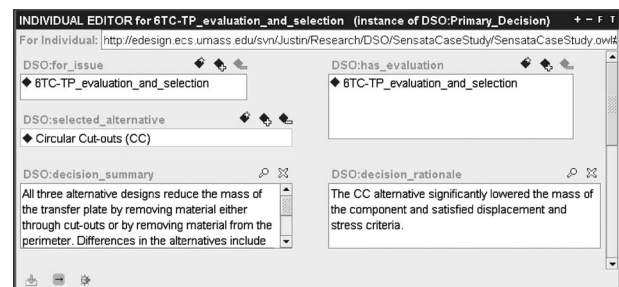 INDIVIDUAL EDITOR for 6TC-TP_evaluation_and_selection (instance of DSO:Primary_Decision) + − F T
For Individual: http://edesign.ecs.umass.edu/svn/Justin/Research/DSO/SensataCaseStudy/SensataCaseStudy.owl#
DSO:for_issue
6TC-TP_evaluation_and_selection
DSO:has_evaluation
6TC-TP_evaluation_and_selection
DSO:selected_alternative
Circular Cut-outs (CC)
DSO:decision_summary
All three alternative designs reduce the mass of
the transfer plate by removing material either
through cut-outs or by removing material from the
perimeter. Differences in the alternatives include
DSO:decision_rationale
The CC alternative significantly lowered the mass of
the component and satisfied displacement and
stress criteria.